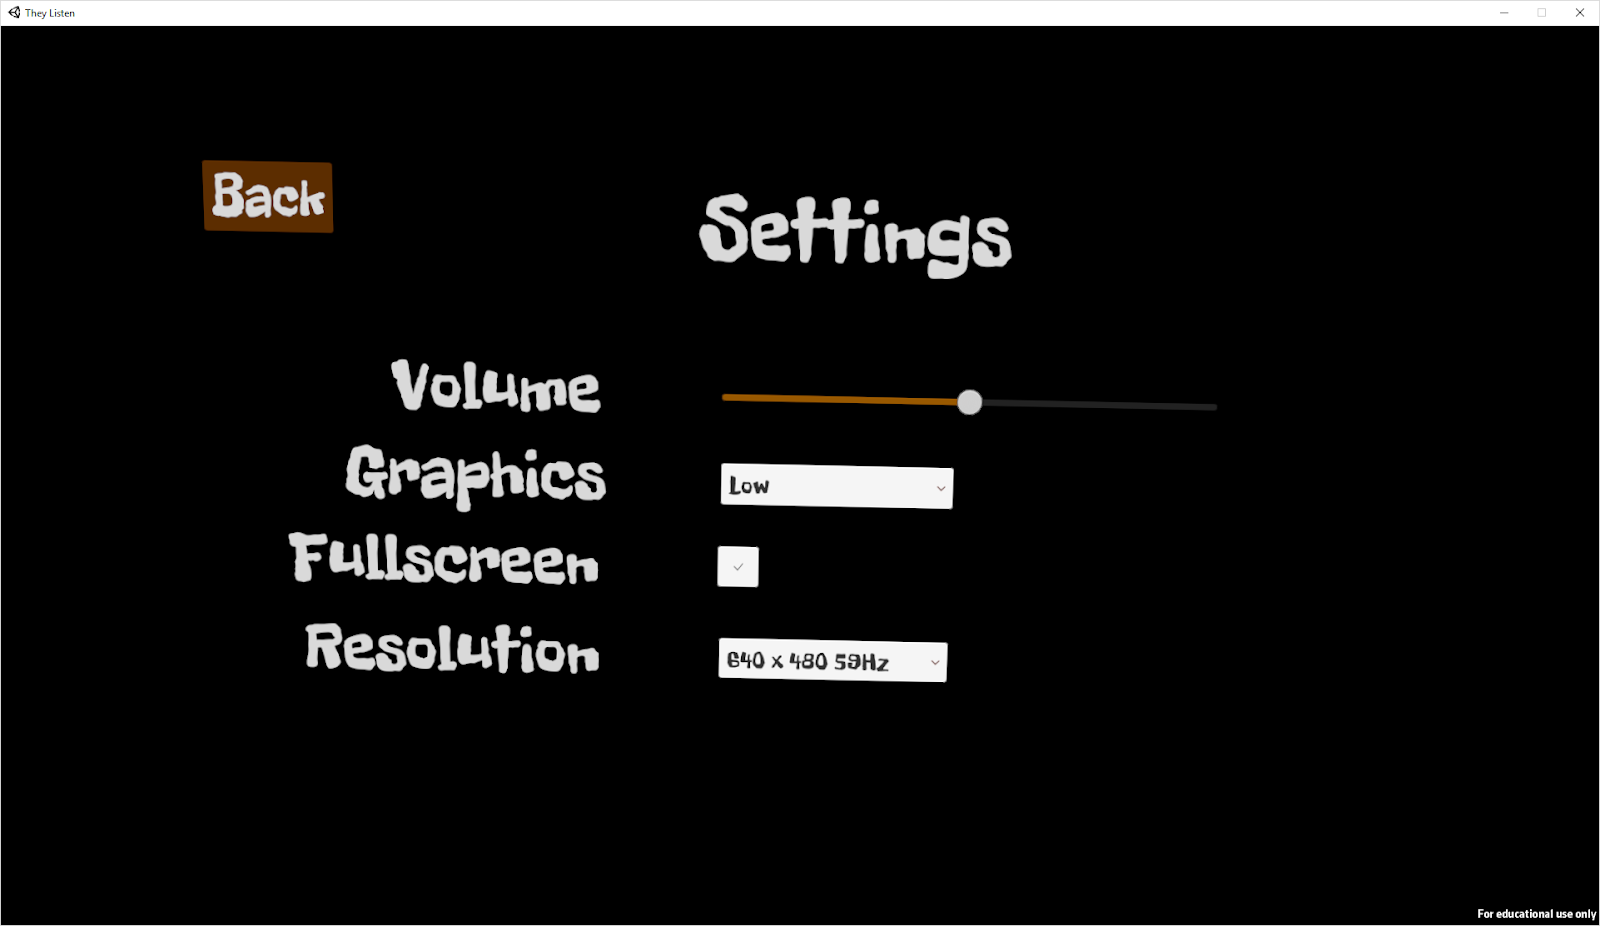 They Listen
Back
Settings
Volume
Graphics
Low
Fullscreen
Resolution
640 x 480 59Hz
For educational use only